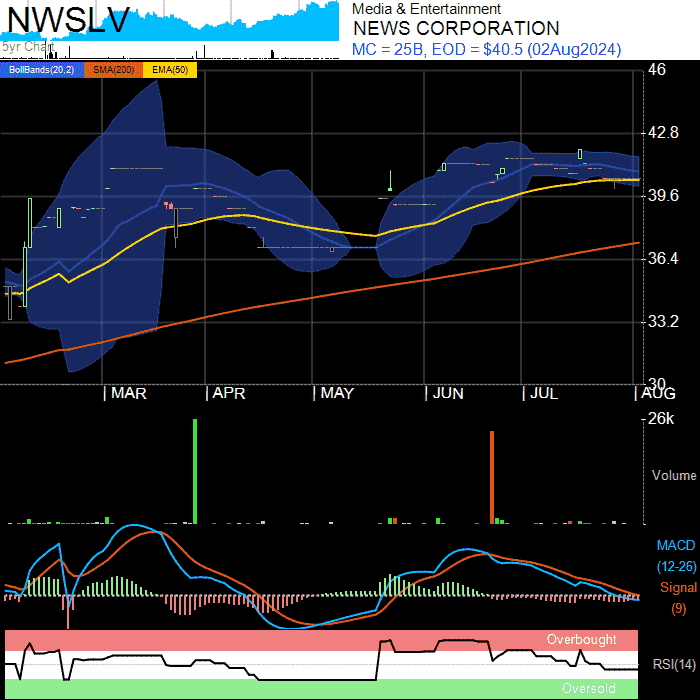 NWSLV
5yr Chart
Media & Entertainment
NEWS CORPORATION
MC = 25B, EOD = $40.5 (02Aug2024)
BollBands(20,2) SMA(200) EMA(50)
46
42.8
39.6
36.4
33.2
30
MAR APR MAY JUN JUL AUG
26k
Volume
MACD
(12-26)
Signal
(9)
Overbought
RSI(14)
Oversold